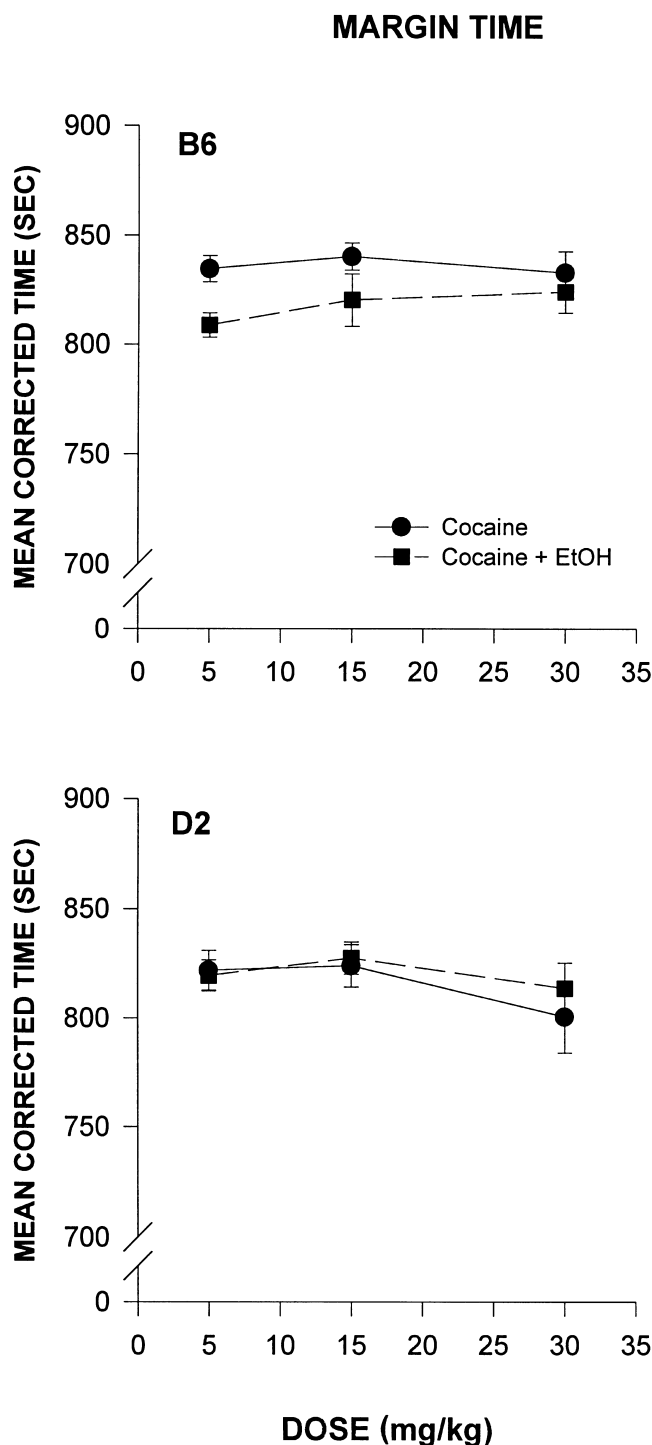 MARGIN TIME
B6
MEAN CORRECTED TIME (SEC)
900
850
800
750
700
0
Cocaine
Cocaine + EtOH
0 5 10 15 20 25 30 35
D2
MEAN CORRECTED TIME (SEC)
900
850
800
750
700
0
0 5 10 15 20 25 30 35
DOSE (mg/kg)